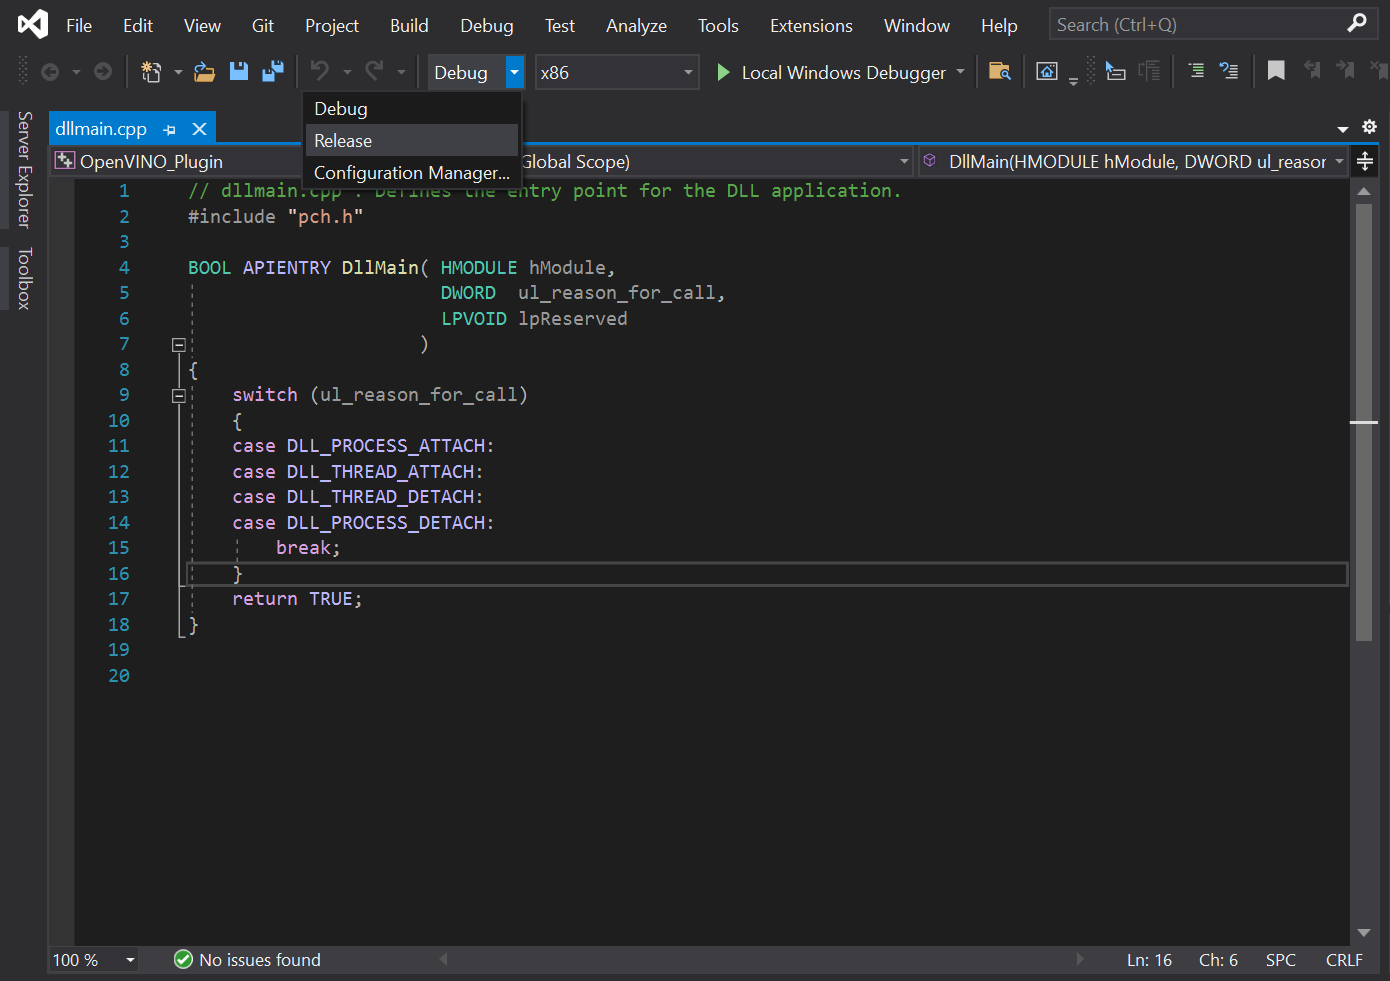 File Edit View Git Project Build Debug Test Analyze Tools Extensions Window Help Search (Ctrl+Q)
Debug x86 Local Windows Debugger
Debug
Release
Configuration Manager...
Server Explorer
Toolbox
dllmain.cpp
OpenVINO_Plugin Global Scope) DllMain(HMODULE hModule, DWORD ul_reason
1 // dllmain.cpp : Defines the entry point for the DLL application.
2 #include "pch.h"
3
4 BOOL APIENTRY DllMain( HMODULE hModule,
5 DWORD  ul_reason_for_call,
6 LPVOID lpReserved
7 )
8 {
9 switch (ul_reason_for_call)
10 {
11 case DLL_PROCESS_ATTACH:
12 case DLL_THREAD_ATTACH:
13 case DLL_THREAD_DETACH:
14 case DLL_PROCESS_DETACH:
15 break;
16 }
17 return TRUE;
18 }
19
20
100 % No issues found Ln: 16 Ch: 6 SPC CRLF